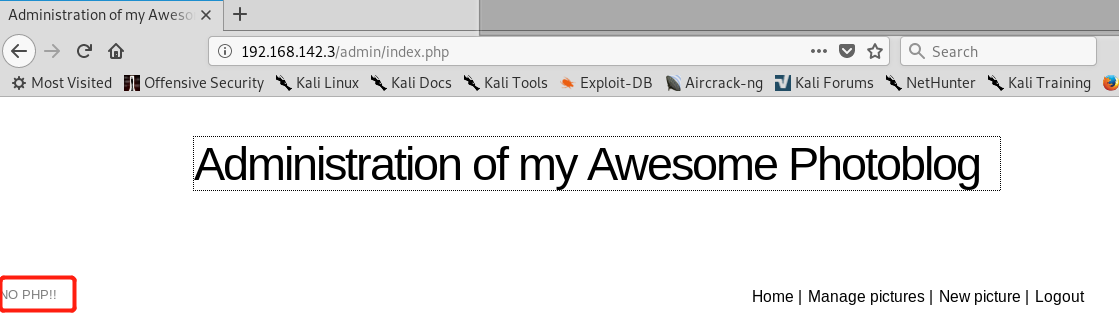 Administration of my Aweso
192.168.142.3/admin/index.php
Search
Most Visited Offensive Security Kali Linux Kali Docs Kali Tools Exploit-DB Aircrack-ng Kali Forums NetHunter Kali Training
Administration of my Awesome Photoblog
NO PHP!!
Home | Manage pictures | New picture | Logout